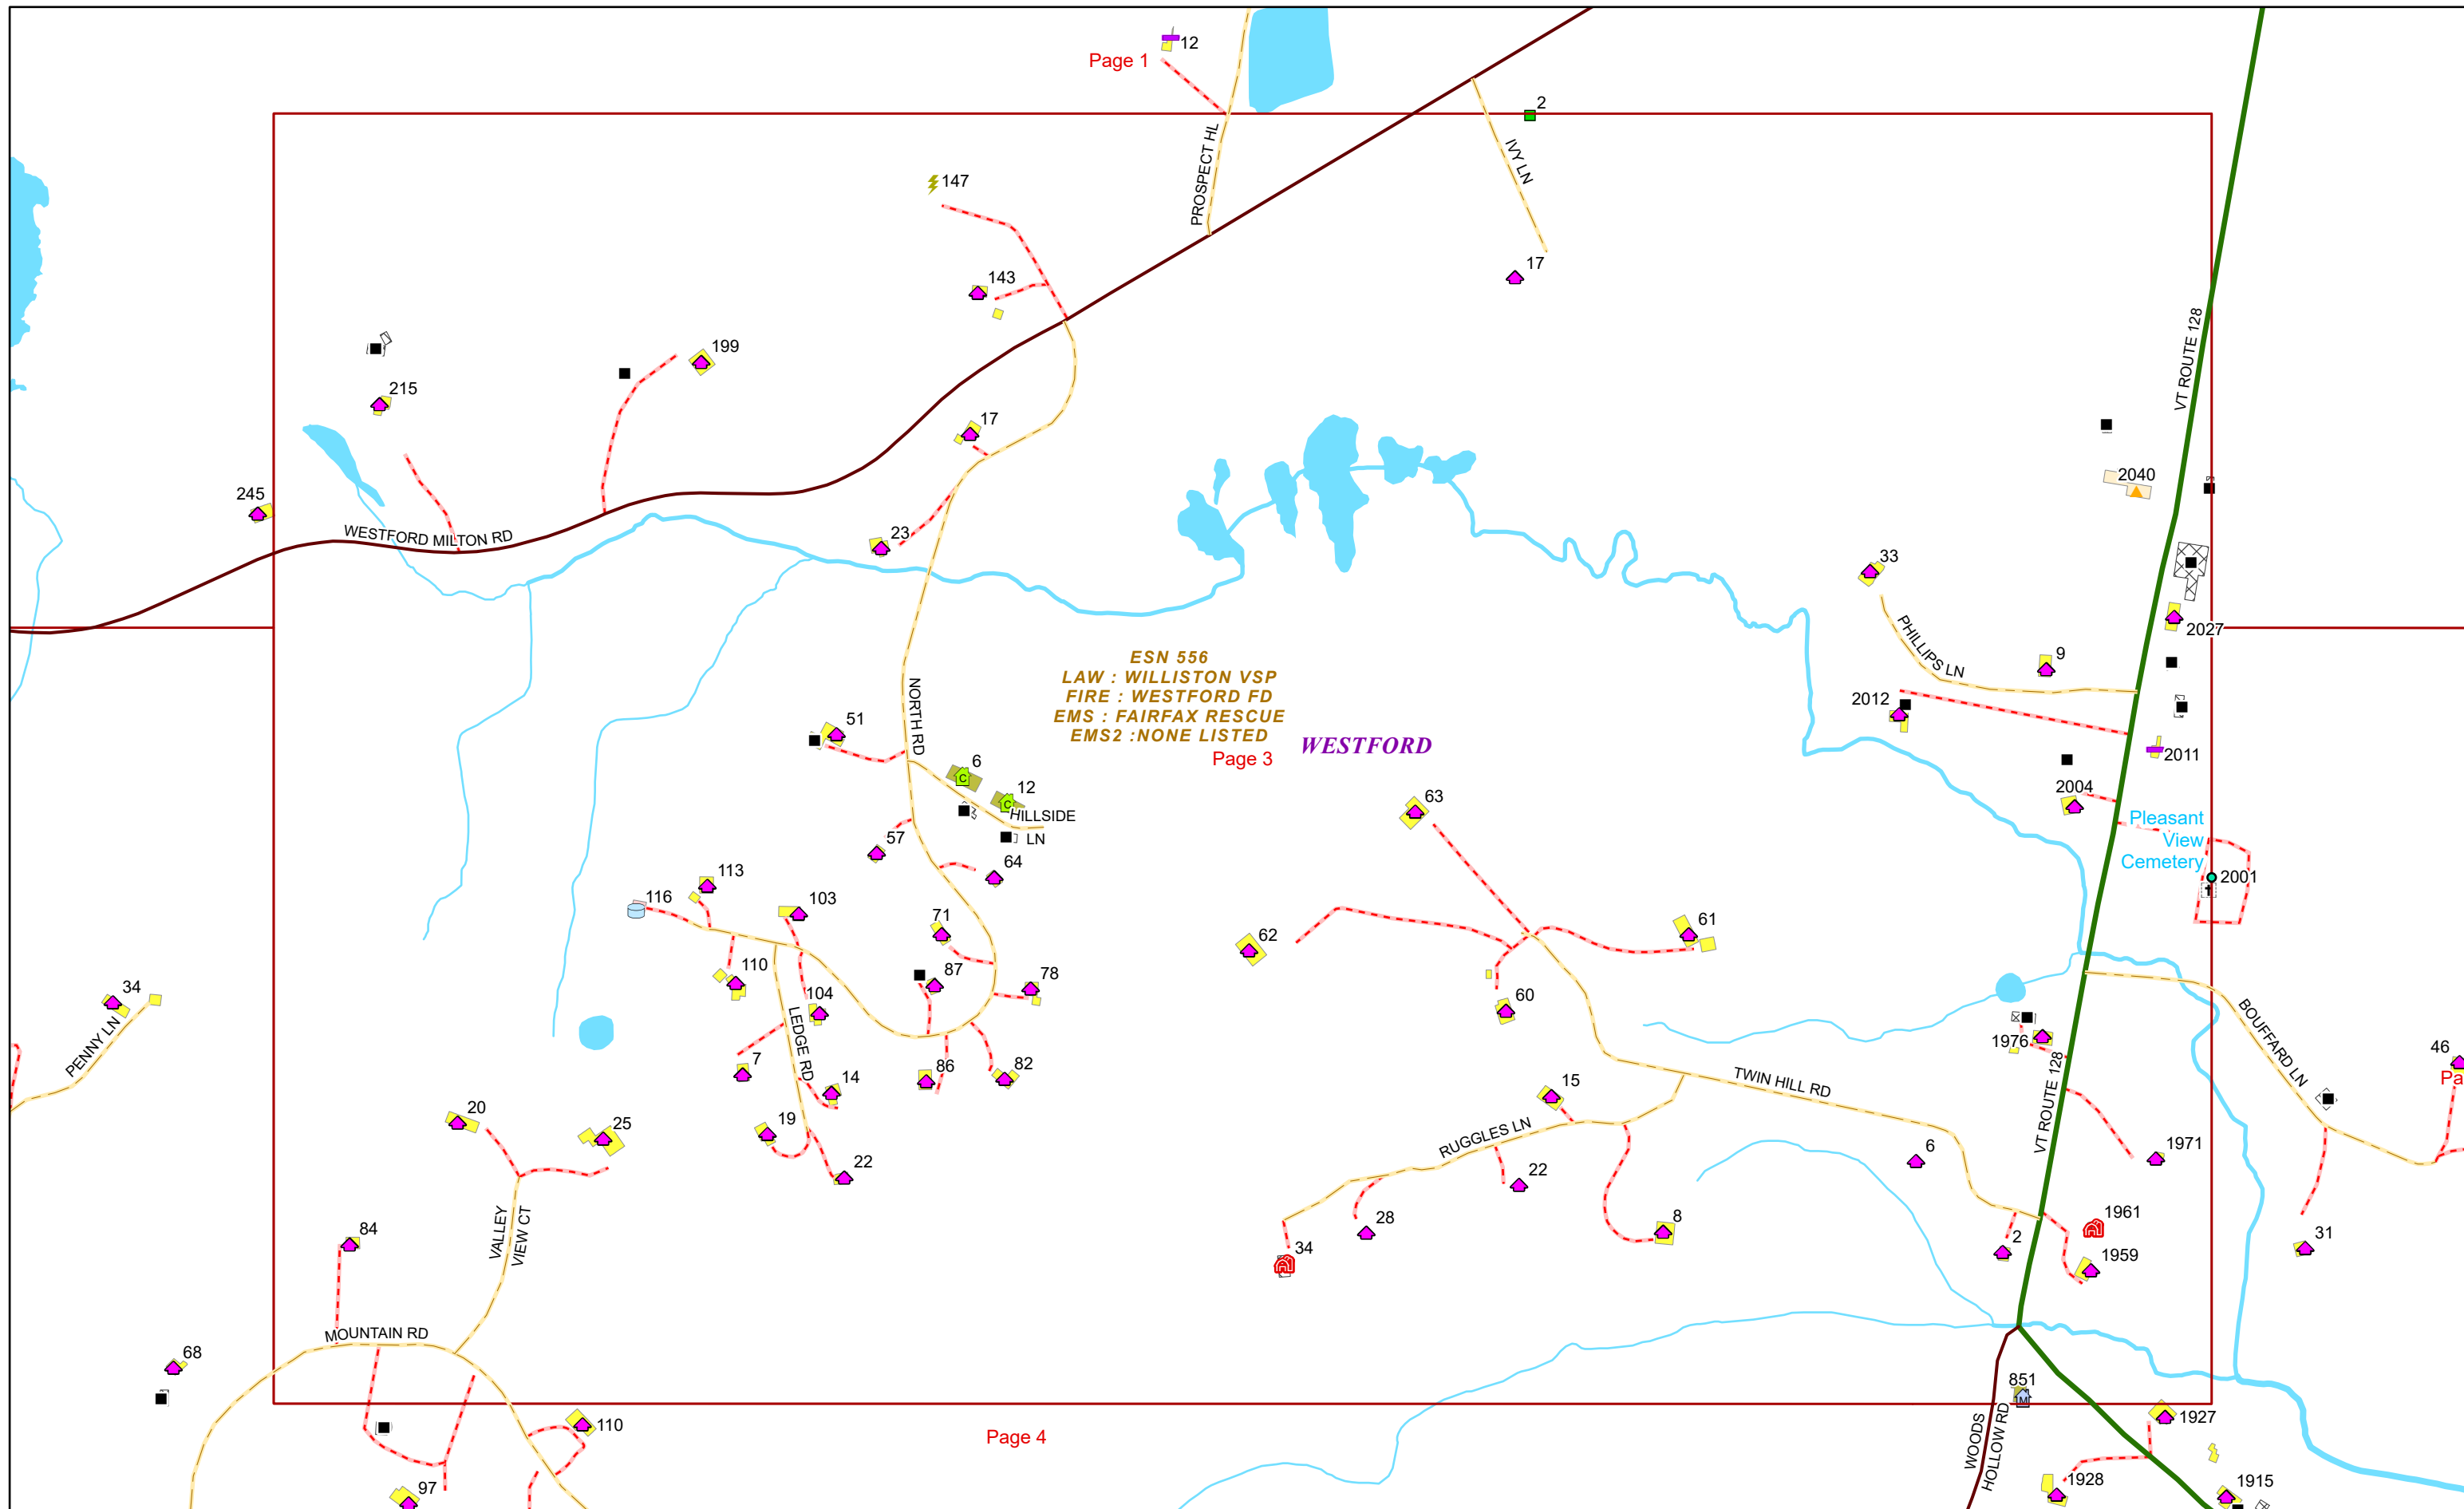 12
Page 1
2
PROSPECT HL
IVY LN
147
17
143
VT ROUTE 128
199
215
17
2040
245
WESTFORD MILTON RD
23
33
2027
PHILLIPS LN
9
ESN 556
LAW : WILLISTON VSP
FIRE : WESTFORD FD
EMS : FAIRFAX RESCUE
EMS2 :NONE LISTED
Page 3
WESTFORD
NORTH RD
51
2012
2011
6
12
HILLSIDE
LN
2004
63
57
64
Pleasant
View
Cemetery
2001
113
116
103
71
62
61
110
87
78
34
104
60
PENNY LN
LEDGE RD
BOUFFARD LN
1976
46
Pa
7
86
82
14
15
TWIN HILL RD
VT ROUTE 128
20
25
19
RUGGLES LN
6
1971
22
22
84
VALLEY
VIEW CT
28
8
34
2
1961
1959
31
MOUNTAIN RD
68
851
M
WOODS
HOLLOW RD
110
Page 4
1927
97
1928
1915
C
C